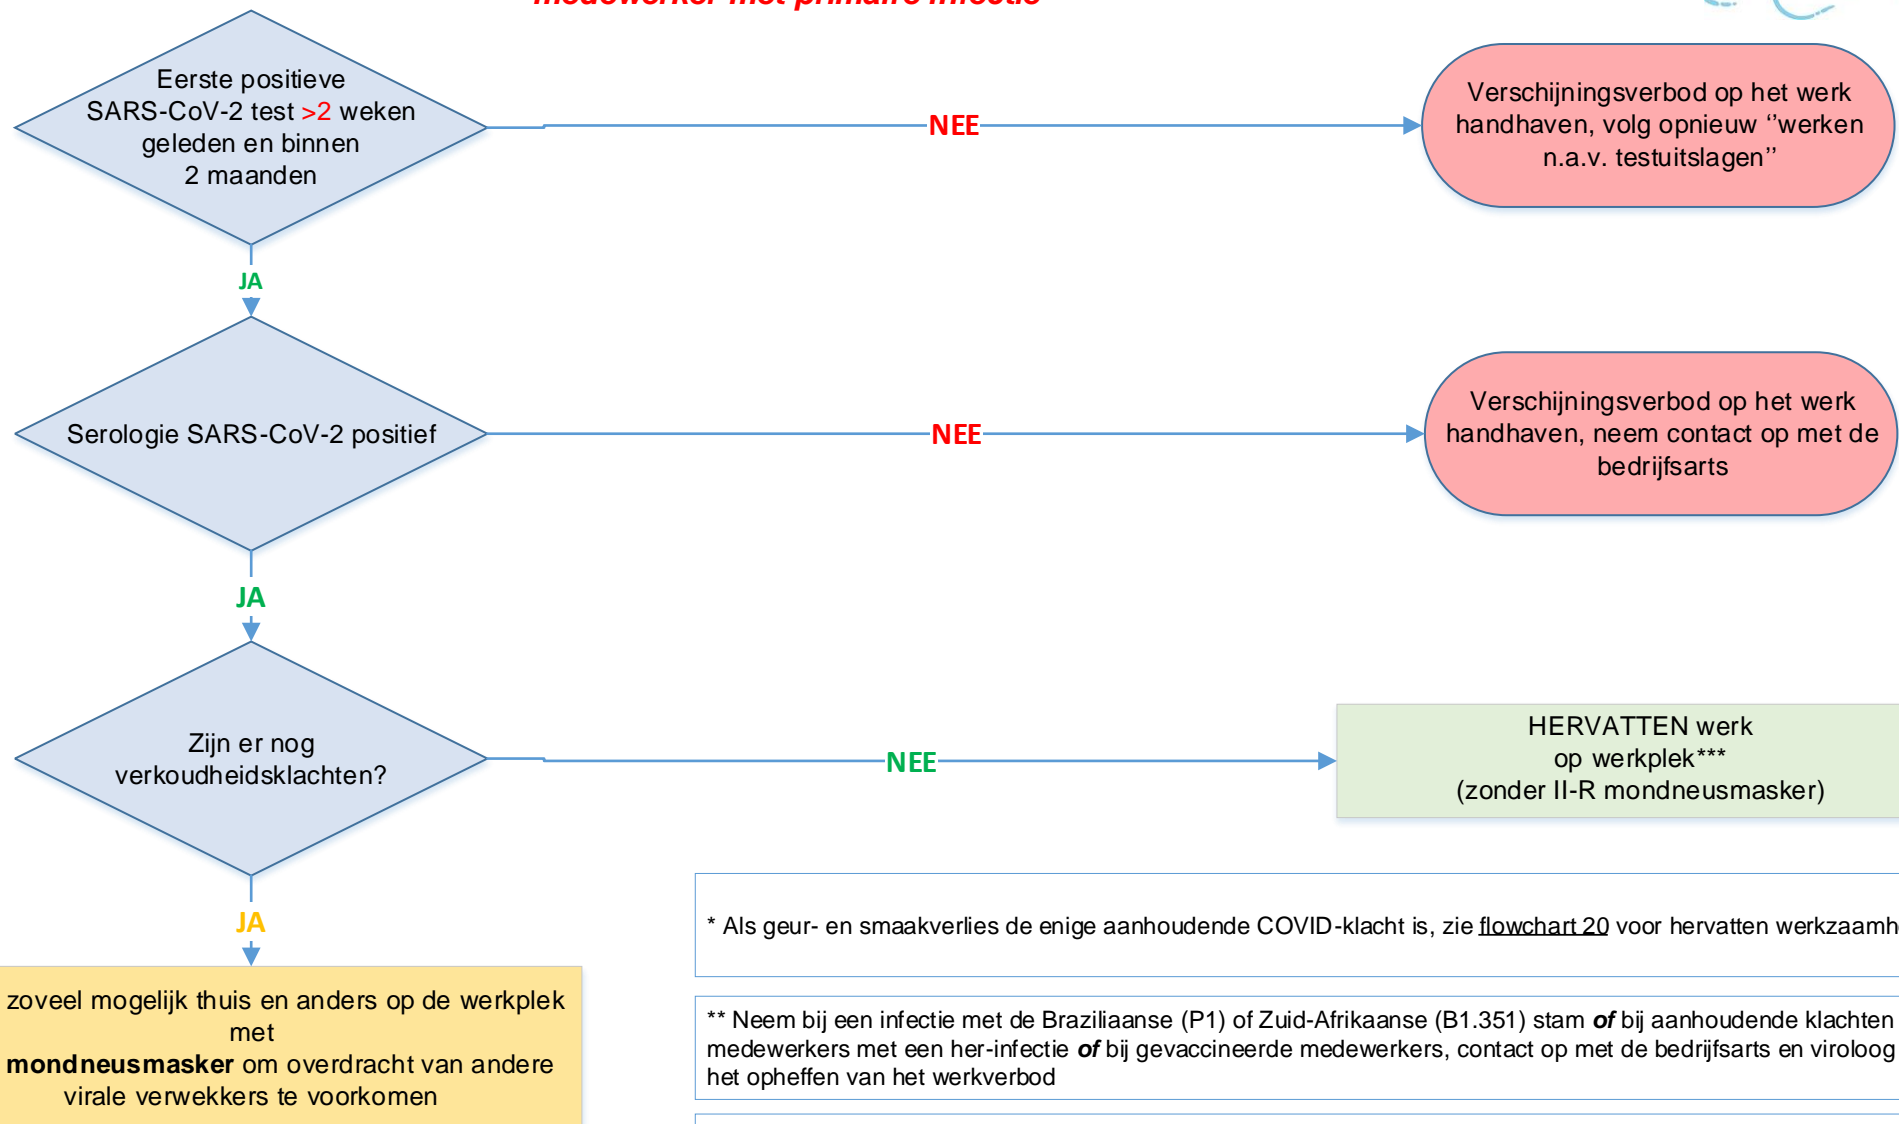 medewerker met primaire infectie
Eerste positieve
SARS-CoV-2 test >2 weken
geleden en binnen
2 maanden
NEE
Verschijningsverbod op het werk
handhaven, volg opnieuw ‘’werken
n.a.v. testuitslagen’’
JA
Serologie SARS-CoV-2 positief
NEE
Verschijningsverbod op het werk
handhaven, neem contact op met de
bedrijfsarts
JA
Zijn er nog
verkoudheidsklachten?
NEE
HERVATTEN werk
op werkplek***
(zonder II-R mondneusmasker)
JA
zoveel mogelijk thuis en anders op de werkplek
met
mondneusmasker om overdracht van andere
virale verwekkers te voorkomen
* Als geur- en smaakverlies de enige aanhoudende COVID-klacht is, zie flowchart 20 voor hervatten
** Neem bij een infectie met de Braziliaanse (P1) of Zuid-Afrikaanse (B1.351) stam of bij aanhoudende klachten
medewerkers met een her-infectie of bij gevaccineerde medewerkers, contact op met de bedrijfsarts en viroloog
het opheffen van het werkverbod